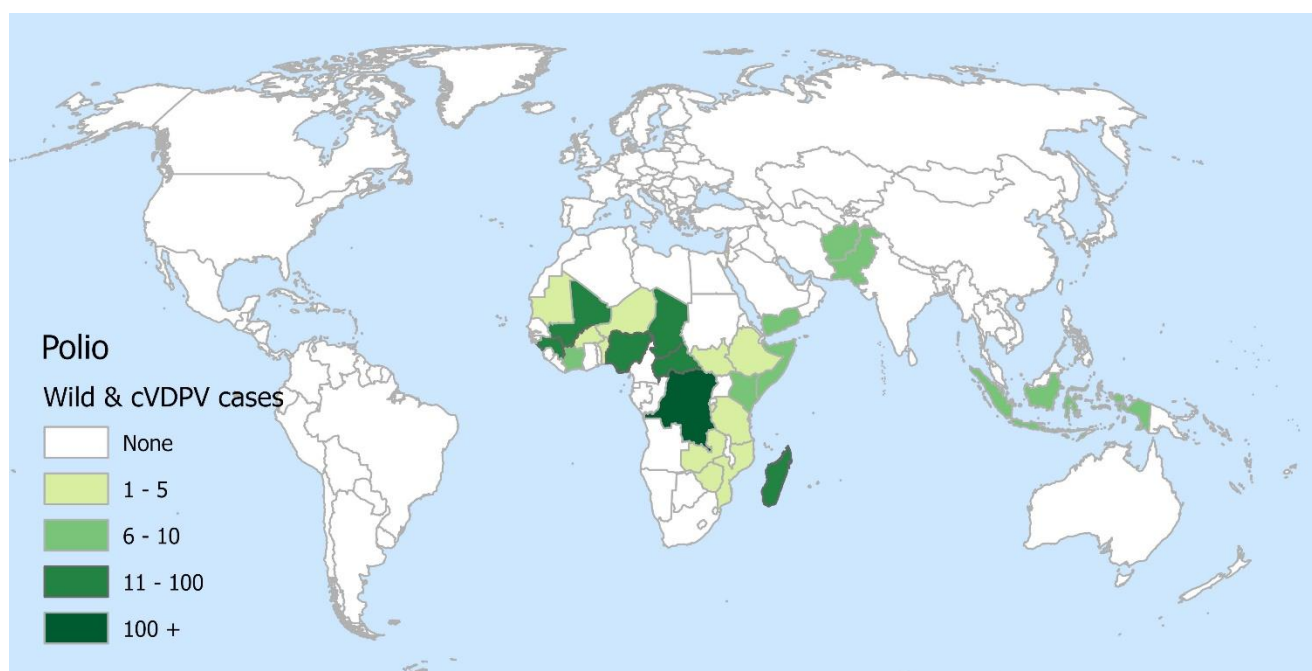 Polio
Wild & cVDPV cases
None
1 - 5
6 - 10
11 - 100
100 +